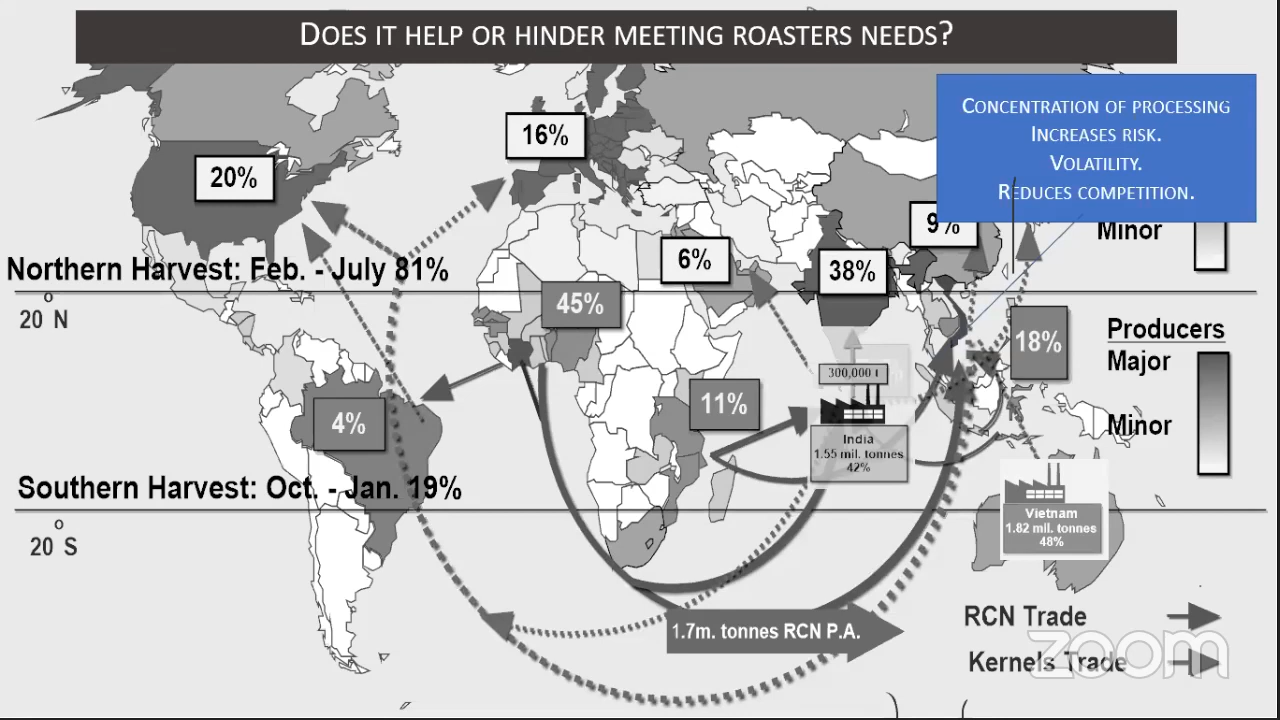 DOES IT HELP OR HINDER MEETING ROASTERS NEEDS?
CONCENTRATION OF PROCESSING
INCREASES RISK.
VOLATILITY.
REDUCES COMPETITION.
16%
20%
9%
Minor
6%
38%
Northern Harvest: Feb. - July 81%
20 N
45%
18%
Producers
Major
300,000 t
11%
4%
Minor
India
1.55 mil. tonnes
42%
Southern Harvest: Oct. - Jan. 19%
20 S
Vietnam
1.82 mil. tonnes
48%
1.7m. tonnes RCN P.A.
RCN Trade
Kernels Trade
zoom